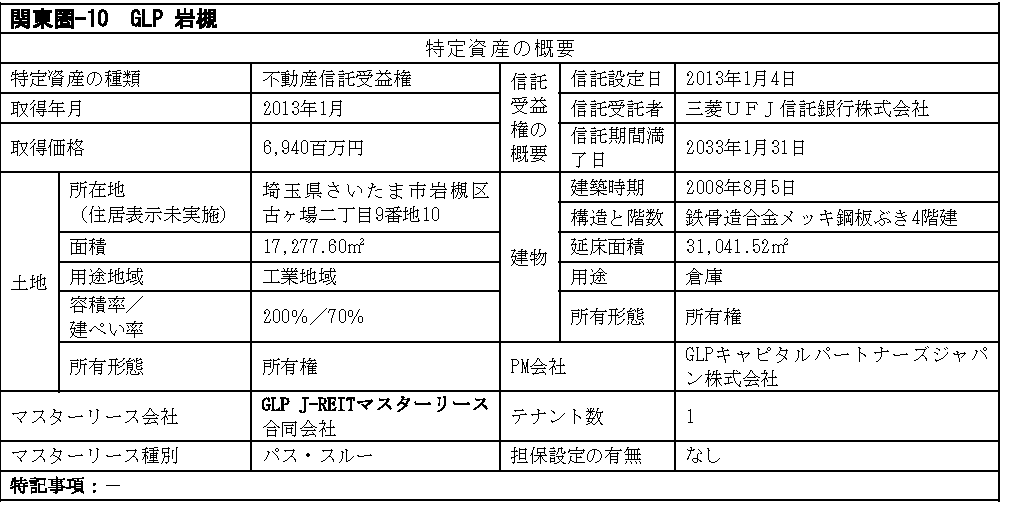 関東圏-10　GLP 岩槻
特定資産の概要
特定資産の種類
不動産信託受益権
取得年月
2013年1月
取得価格
6,940百万円
信託
受益
権の
概要
信託設定日
2013年1月4日
信託受託者
三菱ＵＦＪ信託銀行株式会社
信託期間満
了日
2033年1月31日
土地
所在地
（住居表示未実施）
埼玉県さいたま市岩槻区
古ヶ場二丁目9番地10
面積
17,277.60㎡
用途地域
工業地域
容積率／
建ぺい率
200%／70%
所有形態
所有権
建物
建築時期
2008年8月5日
構造と階数
鉄骨造合金メッキ鋼板ぶき4階建
延床面積
31,041.52㎡
用途
倉庫
所有形態
所有権
PM会社
GLPキャピタルパートナーズジャパ
ン株式会社
マスターリース会社
GLP J-REITマスターリース
合同会社
テナント数
1
マスターリース種別
パス・スルー
担保設定の有無
なし
特記事項：－